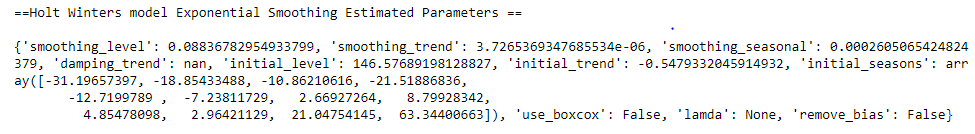 ==Holt Winters model Exponential Smoothing Estimated Parameters ==
{'smoothing_level': 0.08836782954933799, 'smoothing_trend': 3.7265369347685534e-06, 'smoothing_seasonal': 0.0002605065424824
379, 'damping_trend': nan, 'initial_level': 146.57689198128827, 'initial_trend': -0.5479332045914932, 'initial_seasons': arr
ay([-31.19657397, -18.85433488, -10.86210616, -21.51886836,
-12.7199789 , -7.23811729, 2.66927264, 8.79928342,
4.85478098, 2.96421129, 21.04754145, 63.34400663]), 'use_boxcox': False, 'lamda': None, 'remove_bias': False}